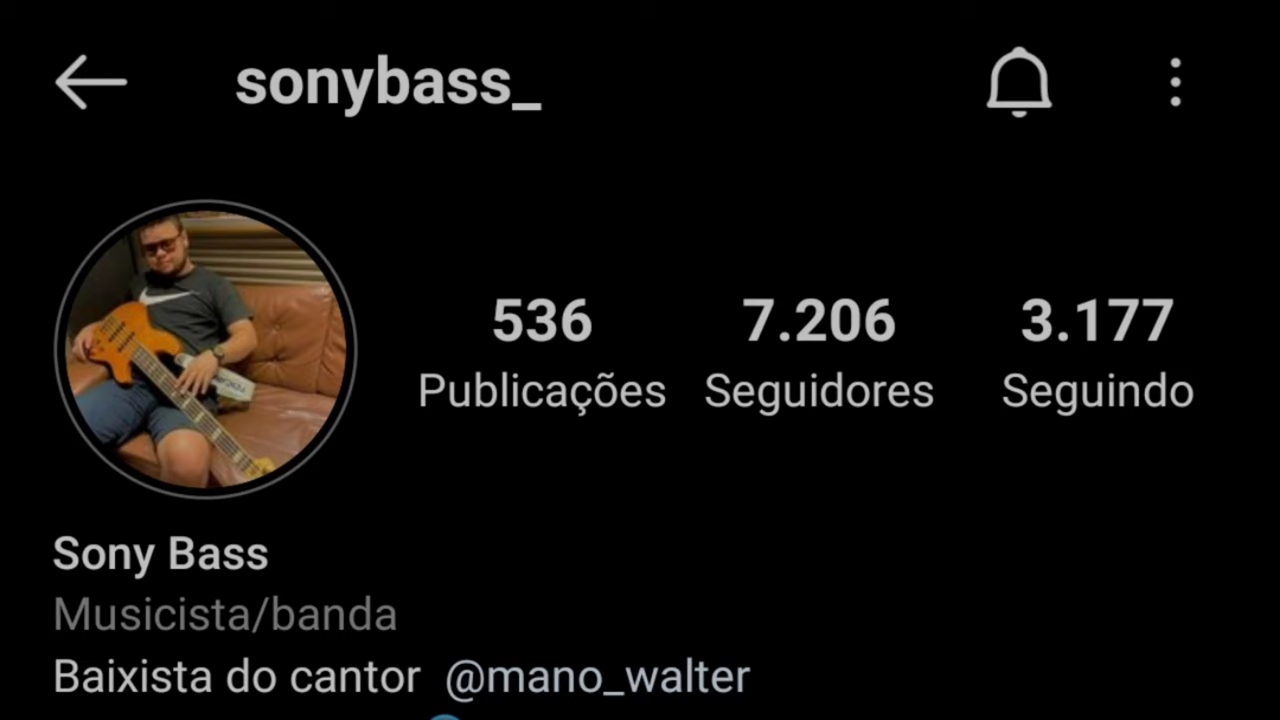 sonybass_
536 7.206 3.177
Publicações Seguidores Seguindo
Sony Bass
Musicista/banda
Baixista do cantor @mano_walter